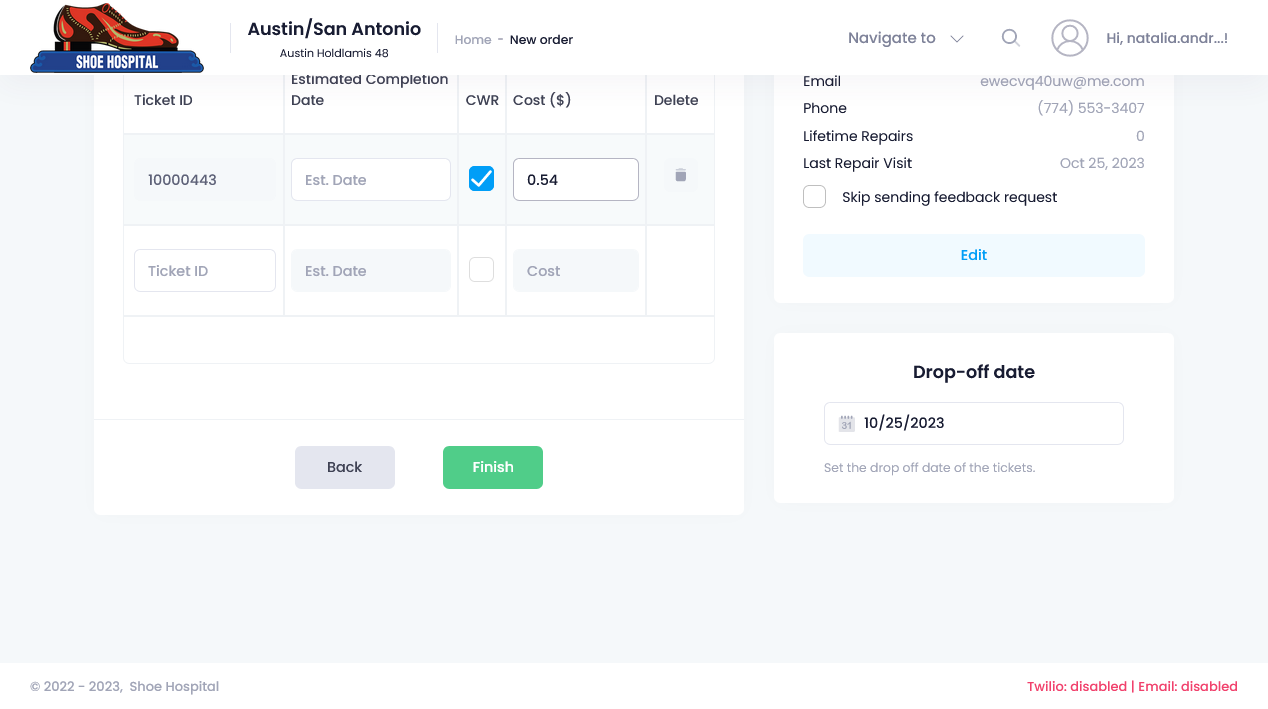 SHOE HOSPITAL
Austin/San Antonio
Austin Holdlamis 48
Home - New order
Navigate to
Hi, natalia.andr...!
Ticket ID
Estimated Completion
Date
CWR
Cost ($)
Delete
10000443
Est. Date
0.54
Ticket ID
Est. Date
Cost
Back
Finish
Email
ewecvq40uw@me.com
Phone
(774) 553-3407
Lifetime Repairs
0
Last Repair Visit
Oct 25, 2023
Skip sending feedback request
Edit
Drop-off date
31
10/25/2023
Set the drop off date of the tickets.
© 2022 - 2023, Shoe Hospital
Twilio: disabled | Email: disabled